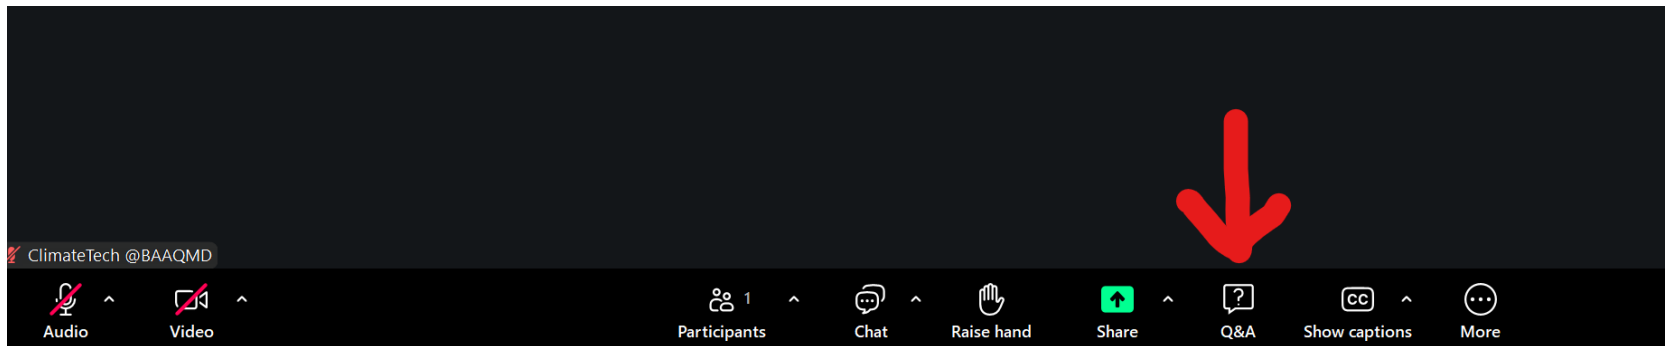 ClimateTech @BAAQMD
1
CC
Audio
Video
Participants
Chat
Raise hand
Share
Q&A
Show captions
More